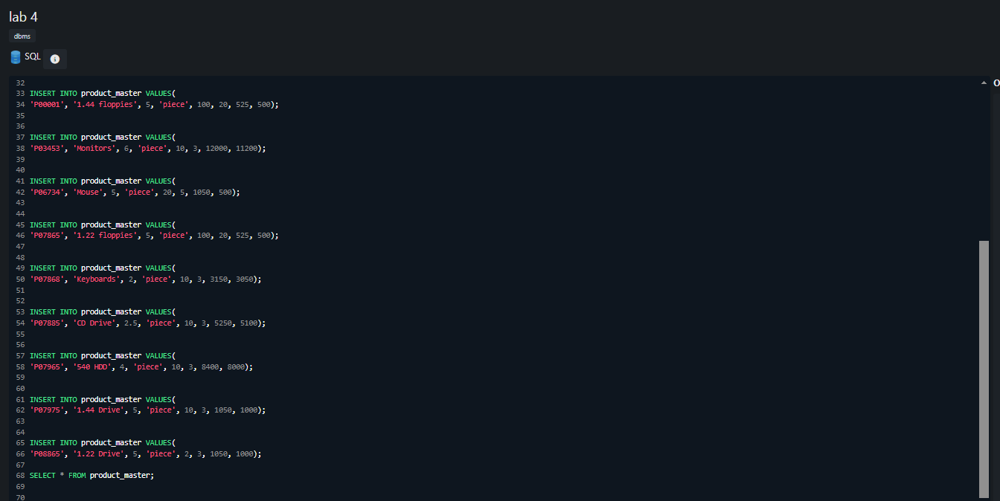 lab 4
dbms
SQL
32
33 INSERT INTO product_master VALUES(
34 'P00001', '1.44 floppies', 5, 'piece', 100, 20, 525, 500);
35
36
37 INSERT INTO product_master VALUES(
38 'P03453', 'Monitors', 6, 'piece', 10, 3, 12000, 11200);
39
40
41 INSERT INTO product_master VALUES(
42 'P06734', 'Mouse', 5, 'piece', 20, 5, 1050, 500);
43
44
45 INSERT INTO product_master VALUES(
46 'P07865', '1.22 floppies', 5, 'piece', 100, 20, 525, 500);
47
48
49 INSERT INTO product_master VALUES(
50 'P07868', 'Keyboards', 2, 'piece', 10, 3, 3150, 3050);
51
52
53 INSERT INTO product_master VALUES(
54 'P07885', 'CD Drive', 2.5, 'piece', 10, 3, 5250, 5100);
55
56
57 INSERT INTO product_master VALUES(
58 'P07965', '540 HDD', 4, 'piece', 10, 3, 8400, 8000);
59
60
61 INSERT INTO product_master VALUES(
62 'P07975', '1.44 Drive', 5, 'piece', 10, 3, 1050, 1000);
63
64
65 INSERT INTO product_master VALUES(
66 'P08865', '1.22 Drive', 5, 'piece', 2, 3, 1050, 1000);
67
68 SELECT * FROM product_master;
69
70